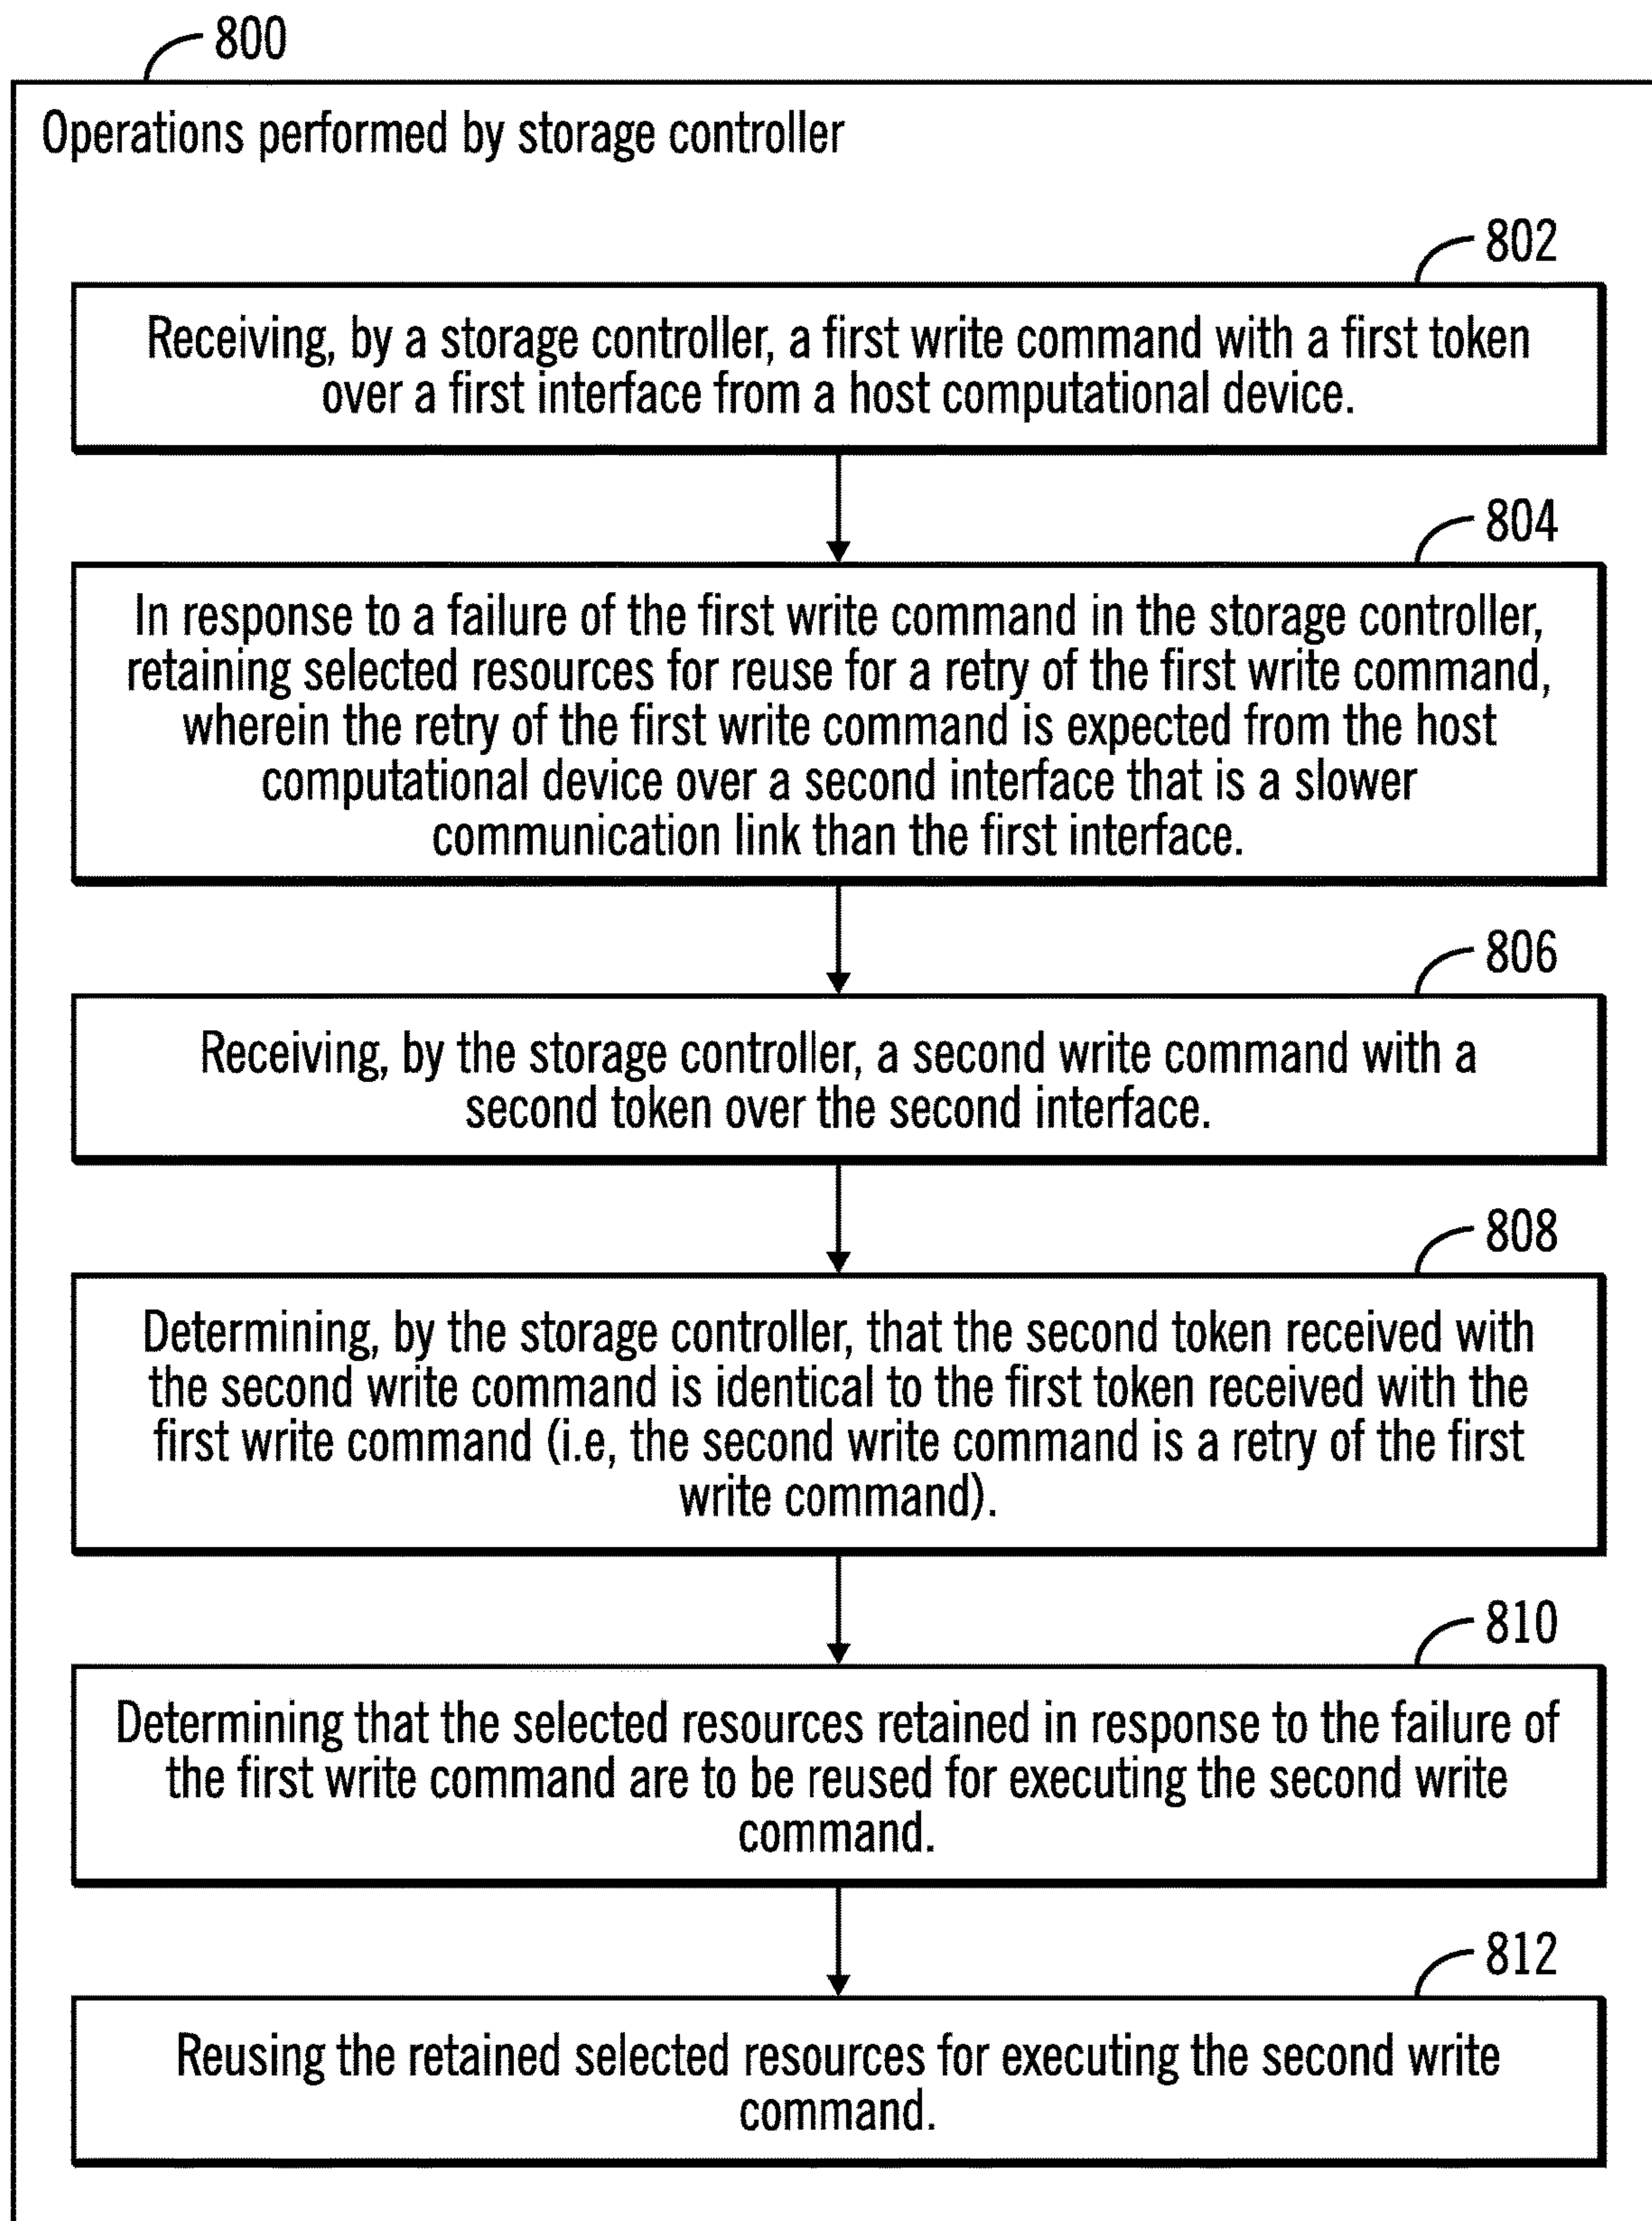 800
Operations performed by storage controller
802
Receiving, by a storage controller, a first write command with a first token
over a first interface from a host computational device.
804
In response to a failure of the first write command in the storage controller,
retaining selected resources for reuse for a retry of the first write command,
wherein the retry of the first write command is expected from the host
computational device over a second interface that is a slower
communication link than the first interface.
806
Receiving, by the storage controller, a second write command with a
second token over the second interface.
808
Determining, by the storage controller, that the second token received with
the second write command is identical to the first token received with the
first write command (i.e, the second write command is a retry of the first
write command).
810
Determining that the selected resources retained in response to the failure of
the first write command are to be reused for executing the second write
command.
812
Reusing the retained selected resources for executing the second write
command.